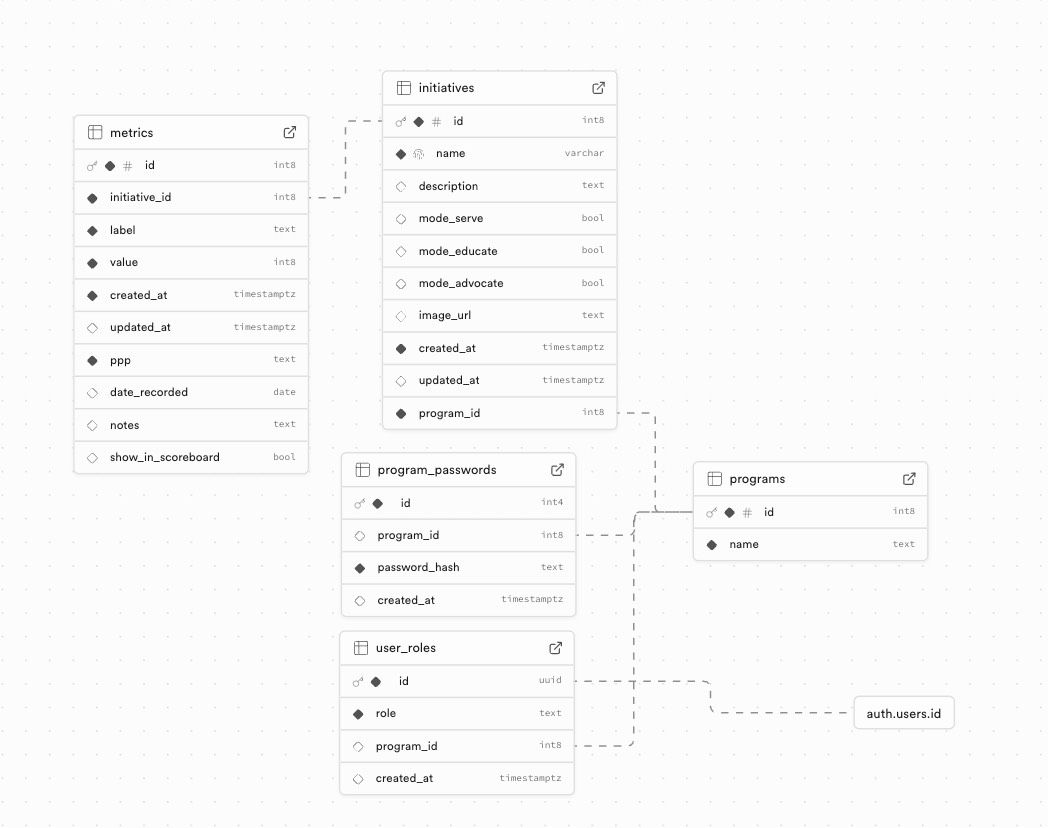 initiatives
id int8
name varchar
description text
mode_serve bool
mode_educate bool
mode_advocate bool
image_url text
created_at timestamptz
updated_at timestamptz
program_id int8
metrics
id int8
initiative_id int8
label text
value int8
created_at timestamptz
updated_at timestamptz
ppp text
date_recorded date
notes text
show_in_scoreboard bool
program_passwords
id int4
program_id int8
password_hash text
created_at timestamptz
programs
id int8
name text
user_roles
id uuid
role text
program_id int8
created_at timestamptz
auth.users.id